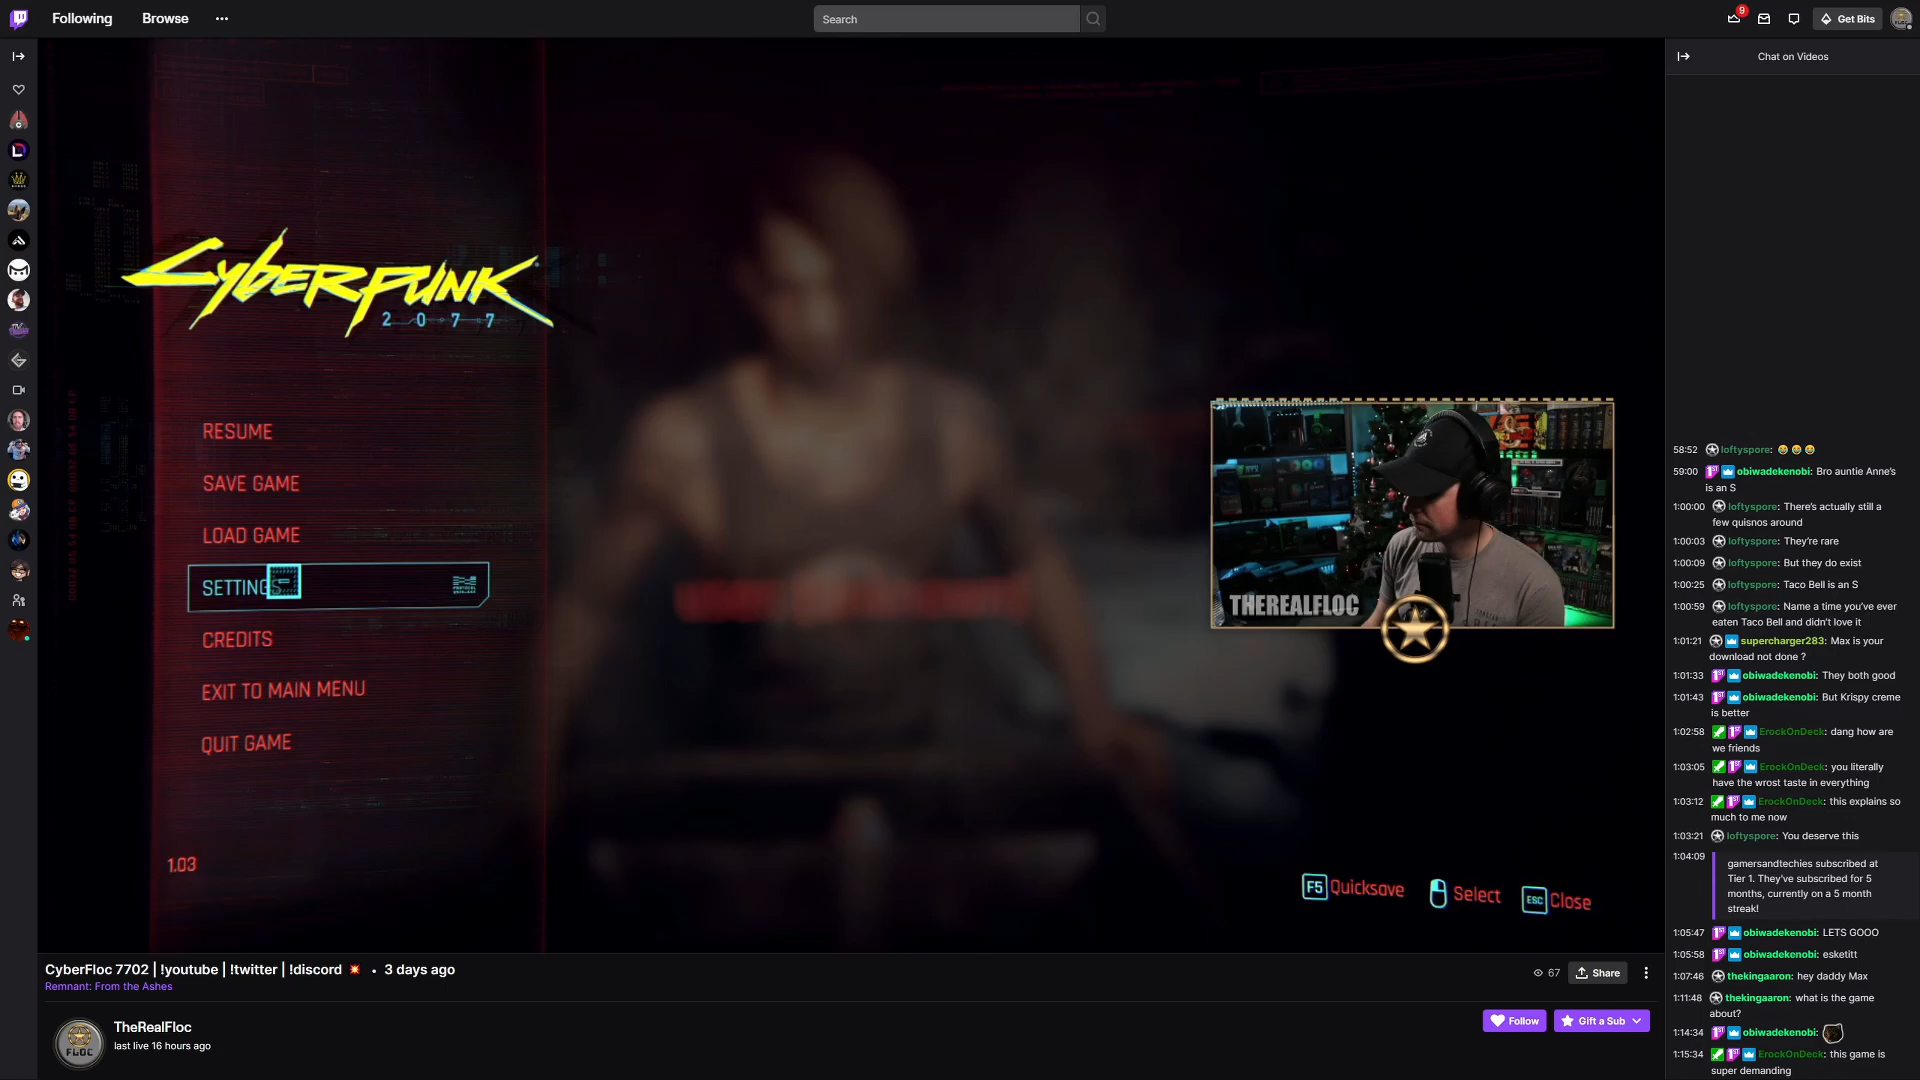 Following
Browse
Search
9
Get Bits
Chat on Videos
CYBERPUNK
2077
RESUME
SAVE GAME
LOAD GAME
SETTINGS
CREDITS
EXIT TO MAIN MENU
QUIT GAME
1.03
THEREALFLOC
F5 Quicksave
Select
ESC Close
58:52 loftyspore: 😂 😂 😂
59:00 obiwadekenobi: Bro auntie Anne's
is an S
1:00:00 loftyspore: There's actually still a
few quisnos around
1:00:03 loftyspore: They're rare
1:00:09 loftyspore: But they do exist
1:00:25 loftyspore: Taco Bell is an S
1:00:59 loftyspore: Name a time you've ever
eaten Taco Bell and didn't love it
1:01:21 supercharger283: Max is your
download not done ?
1:01:33 obiwadekenobi: They both good
1:01:43 obiwadekenobi: But Krispy creme
is better
1:02:58 ErockOnDeck: dang how are
we friends
1:03:05 ErockOnDeck: you literally
have the wrost taste in everything
1:03:12 ErockOnDeck: this explains so
much to me now
1:03:21 loftyspore: You deserve this
1:04:09 gamersandtechies subscribed at
Tier 1. They've subscribed for 5
months, currently on a 5 month
streak!
1:05:47 obiwadekenobi: LETS GOOO
1:05:58 obiwadekenobi: esketitt
1:07:46 thekingaaron: hey daddy Max
1:11:48 thekingaaron: what is the game
about?
1:14:34 obiwadekenobi:
1:15:34 ErockOnDeck: this game is
super demanding
CyberFloc 7702 | !youtube | !twitter | !discord 💥 • 3 days ago
67
Share
Remnant: From the Ashes
FLOC
TheRealFloc
last live 16 hours ago
Follow
Gift a Sub